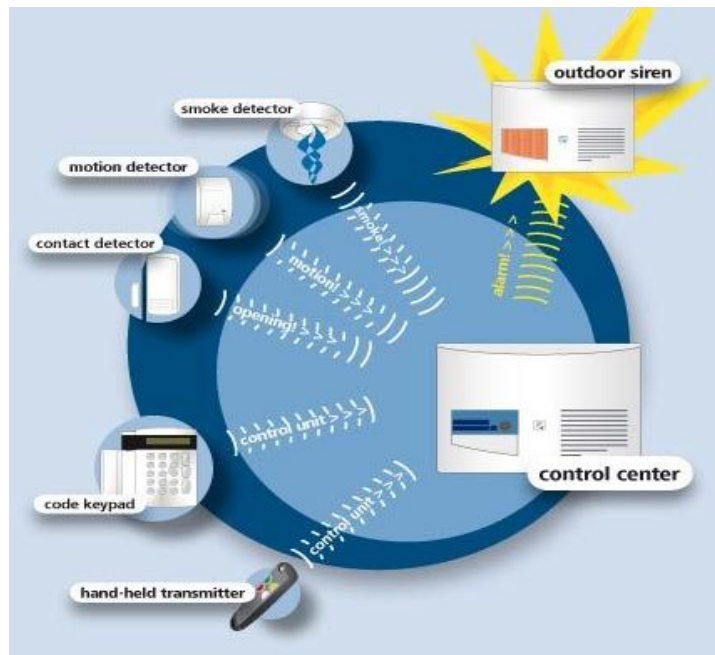 outdoor siren
smoke detector
motion detector
contact detector
smoke! > > >
alarm! > > >
motion! > > >
opening! > > >
control unit > > >
control center
code keypad
control unit > > >
hand-held transmitter